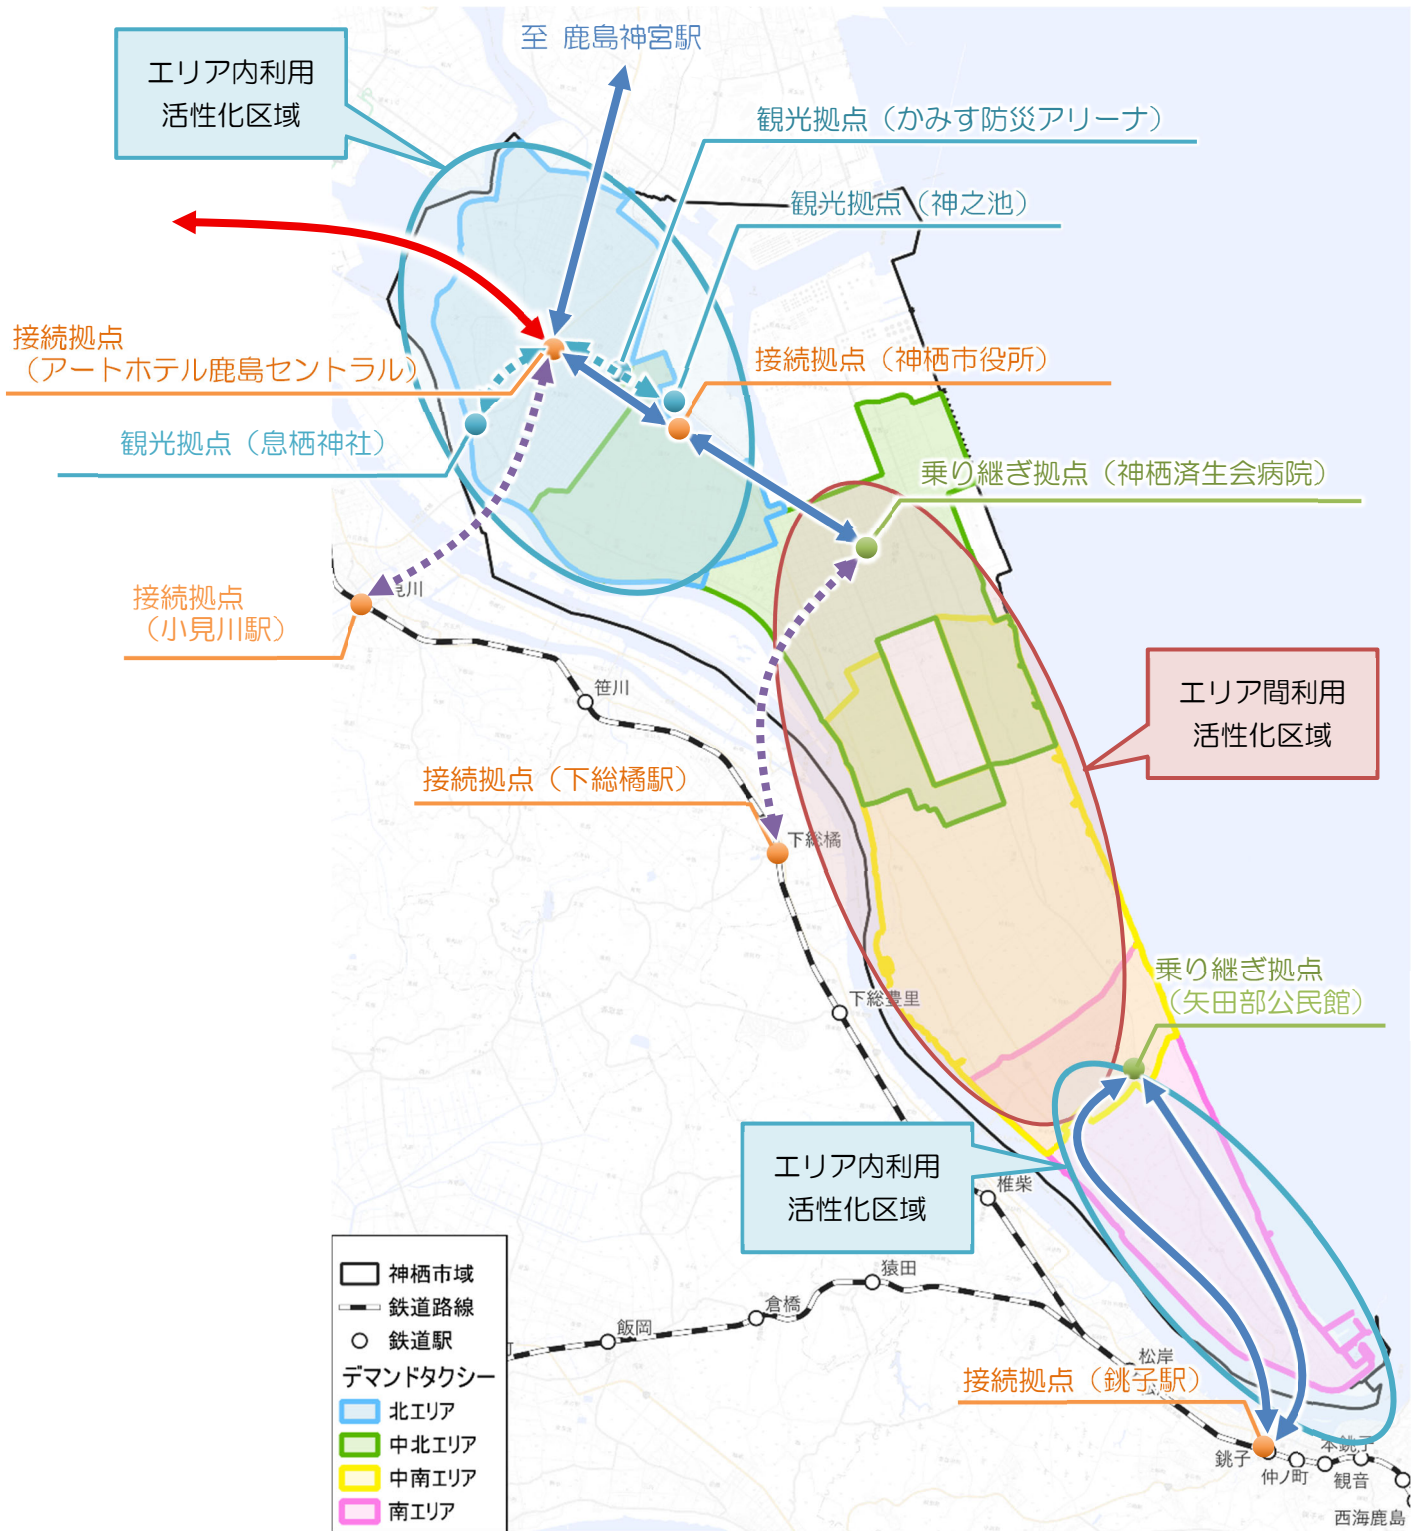 至 鹿島神宮駅
エリア内利用
活性化区域
観光拠点（かみす防災アリーナ）
観光拠点（神之池）
接続拠点
（アートホテル鹿島セントラル）
接続拠点（神栖市役所）
観光拠点（息栖神社）
乗り継ぎ拠点（神栖済生会病院）
見川
接続拠点
（小見川駅）
笹川
エリア間利用
活性化区域
接続拠点（下総橘駅）
下総橘
乗り継ぎ拠点
（矢田部公民館）
下総豊里
エリア内利用
活性化区域
椎柴
猿田
倉橋
飯岡
松岸
接続拠点（銚子駅）
銚子
仲ノ町
本銚子
観音
西海鹿島
神栖市域
鉄道路線
鉄道駅
デマンドタクシー
北エリア
中北エリア
中南エリア
南エリア